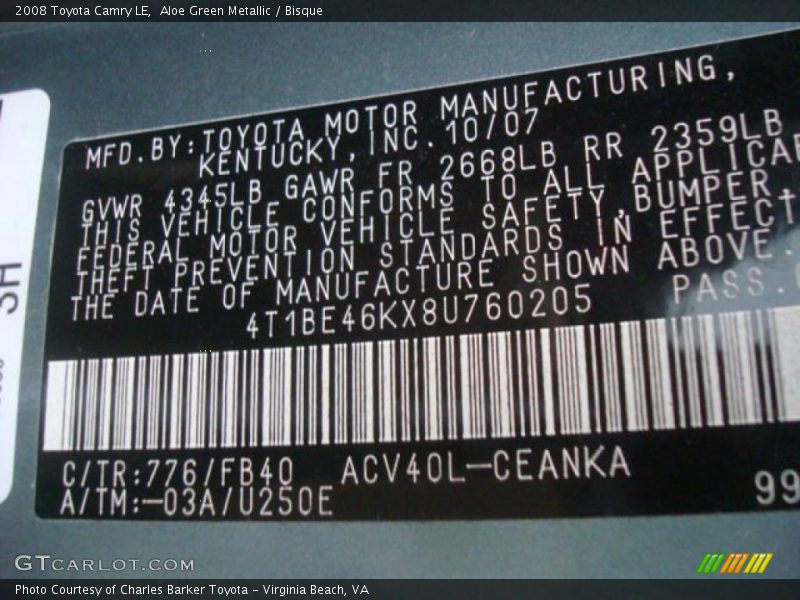 2008 Toyota Camry LE,  Aloe Green Metallic / Bisque
MFD.BY:TOYOTA MOTOR MANUFACTURING,
KENTUCKY,INC.10/07
GVWR 4345LB GAWR FR 2668LB RR 2359LB
THIS VEHICLE CONFORMS TO ALL APPLICAB
FEDERAL MOTOR VEHICLE SAFETY,BUMPER
THEFT PREVENTION STANDARDS IN EFFECT
THE DATE OF MANUFACTURE SHOWN ABOVE.
4T1BE46KX8U760205 PASS.
3H
C/TR:776/FB40 ACV40L-CEANKA
A/TM:-03A/U250E
99
GTCARLOT.COM
Photo Courtesy of Charles Barker Toyota - Virginia Beach, VA